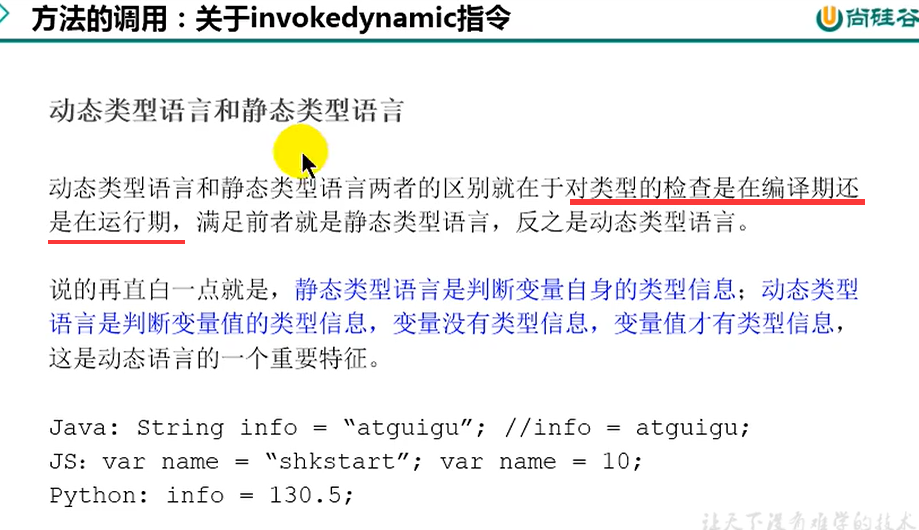 方法的调用：关于invokedynamic指令
尚硅谷
动态类型语言和静态类型语言
动态类型语言和静态类型语言两者的区别就在于对类型的检查是在编译期还
是在运行期，满足前者就是静态类型语言，反之是动态类型语言。
说的再直白一点就是，静态类型语言是判断变量自身的类型信息；动态类型
语言是判断变量值的类型信息，变量没有类型信息，变量值才有类型信息，
这是动态语言的一个重要特征。
Java: String info = “atguigu”; //info = atguigu;
JS: var name = “shkstart”; var name = 10;
Python: info = 130.5;
让天下没有难学的技术